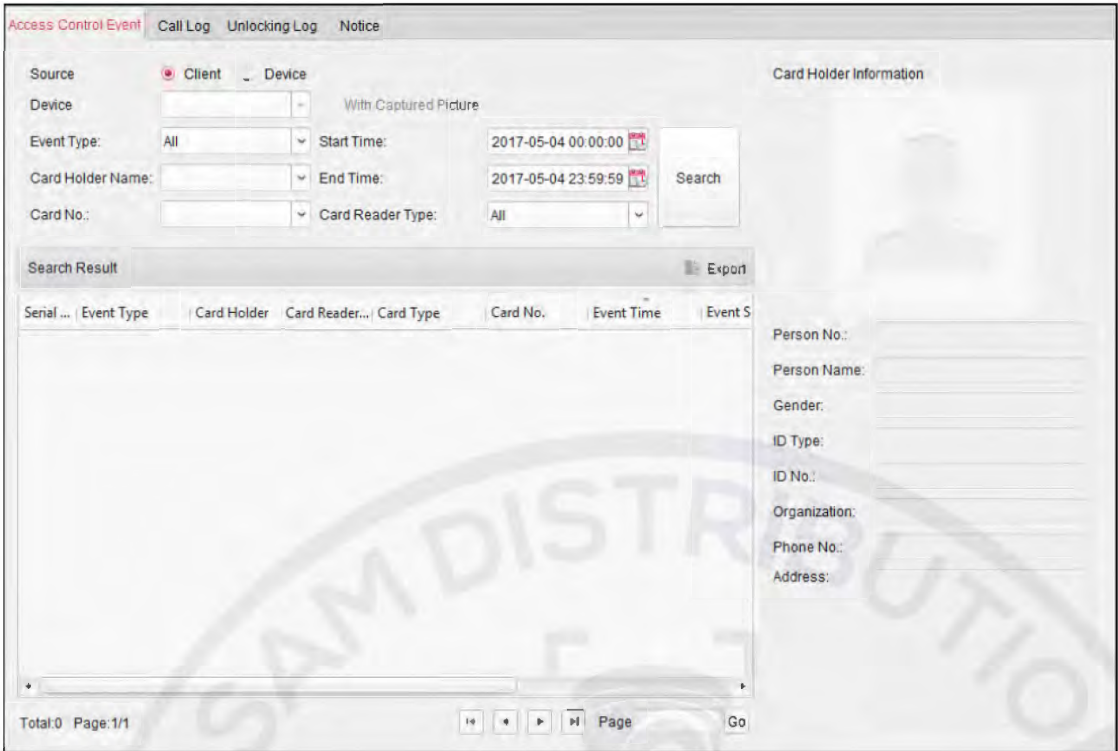 Access Control Event Call Log Unlocking Log Notice
Source Client Device
Card Holder Information
Device With Captured Picture
Event Type: All Start Time: 2017-05-04 00:00:00
Card Holder Name: End Time: 2017-05-04 23:59:59 Search
Card No.: Card Reader Type: All
Search Result Export
Serial ... Event Type Card Holder Card Reader... Card Type Card No. Event Time Event S
Person No.:
Person Name:
Gender:
ID Type:
ID No.:
Organization:
Phone No.:
Address:
SAM DISTRIBUTIO
Total:0 Page:1/1 Page Go